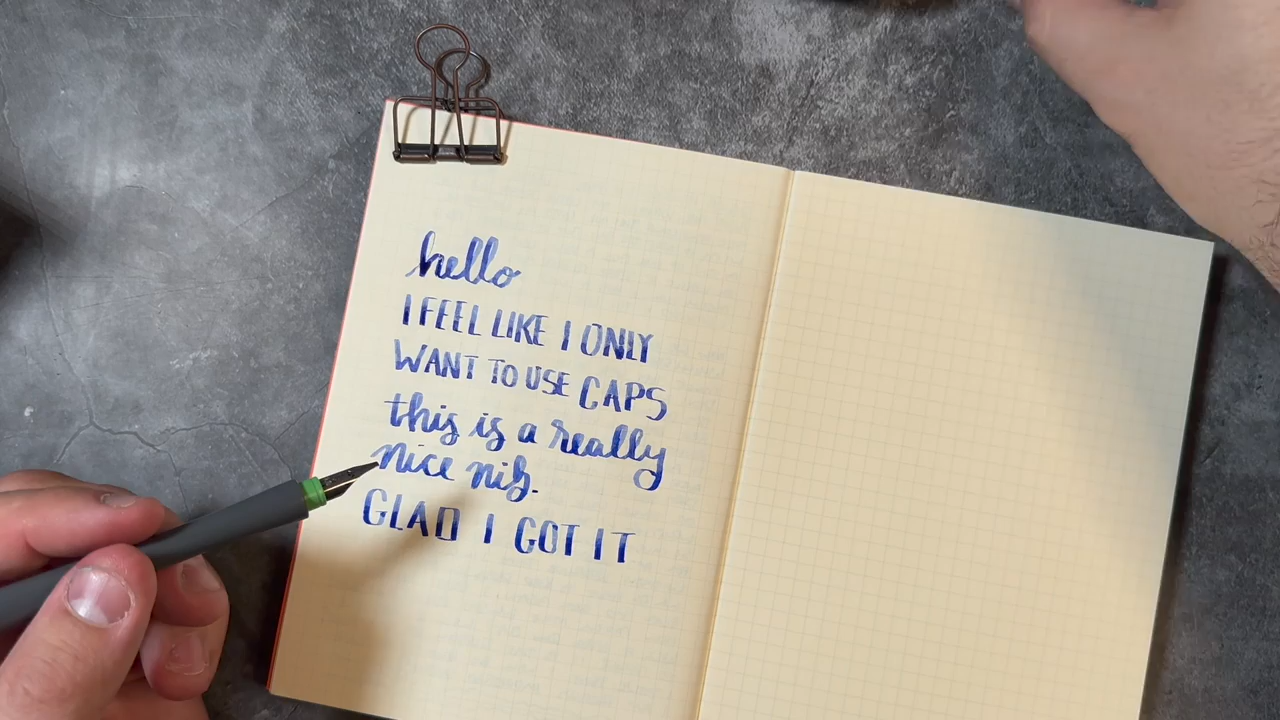 hello
I FEEL LIKE I ONLY
WANT TO USE CAPS
this is a really
nice nib.
GLAD I GOT IT